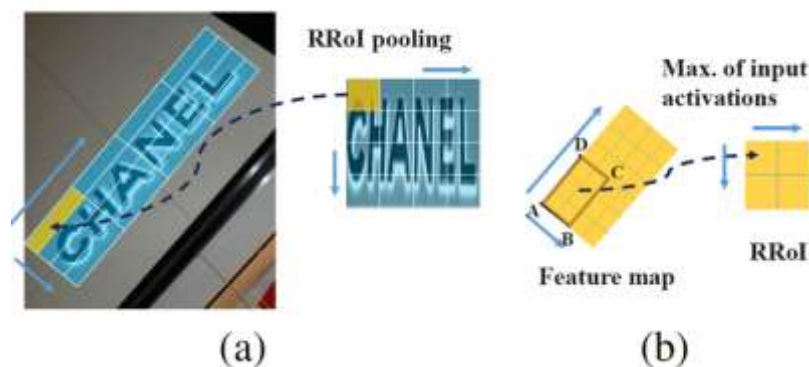 RRoI pooling
CHANEL
CHANEL
(a)
Max. of input
activations
D
C
A
B
Feature map
RRoI
(b)